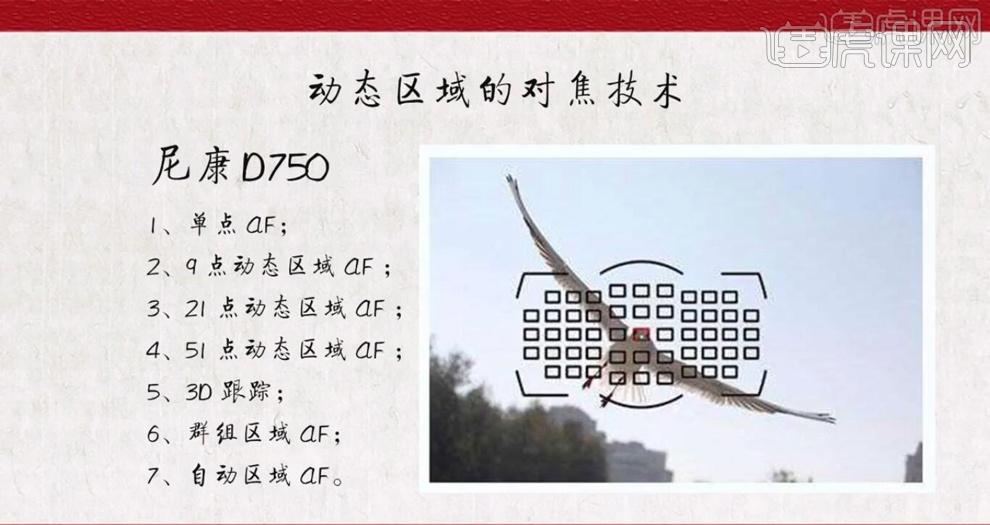 虎课网
动态区域的对焦技术
尼康D750
1、单点AF；
2、9点动态区域AF；
3、21点动态区域AF；
4、51点动态区域AF；
5、3D跟踪；
6、群组区域AF；
7、自动区域AF。